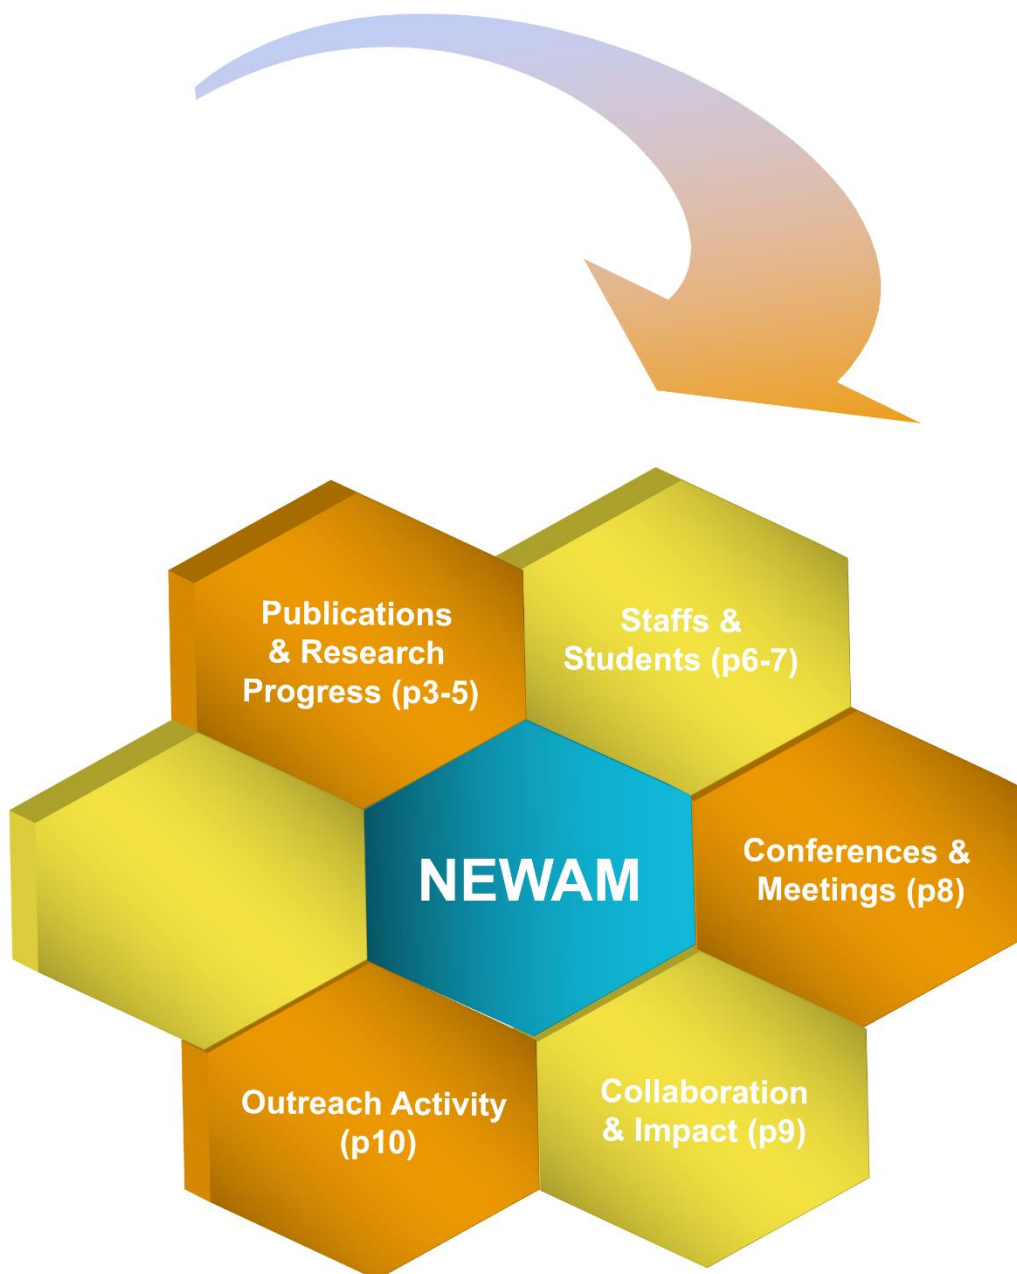 Publications
& Research
Progress (p3-5)
Staffs &
Students (p6-7)
NEWAM
Conferences &
Meetings (p8)
Outreach Activity
(p10)
Collaboration
& Impact (p9)